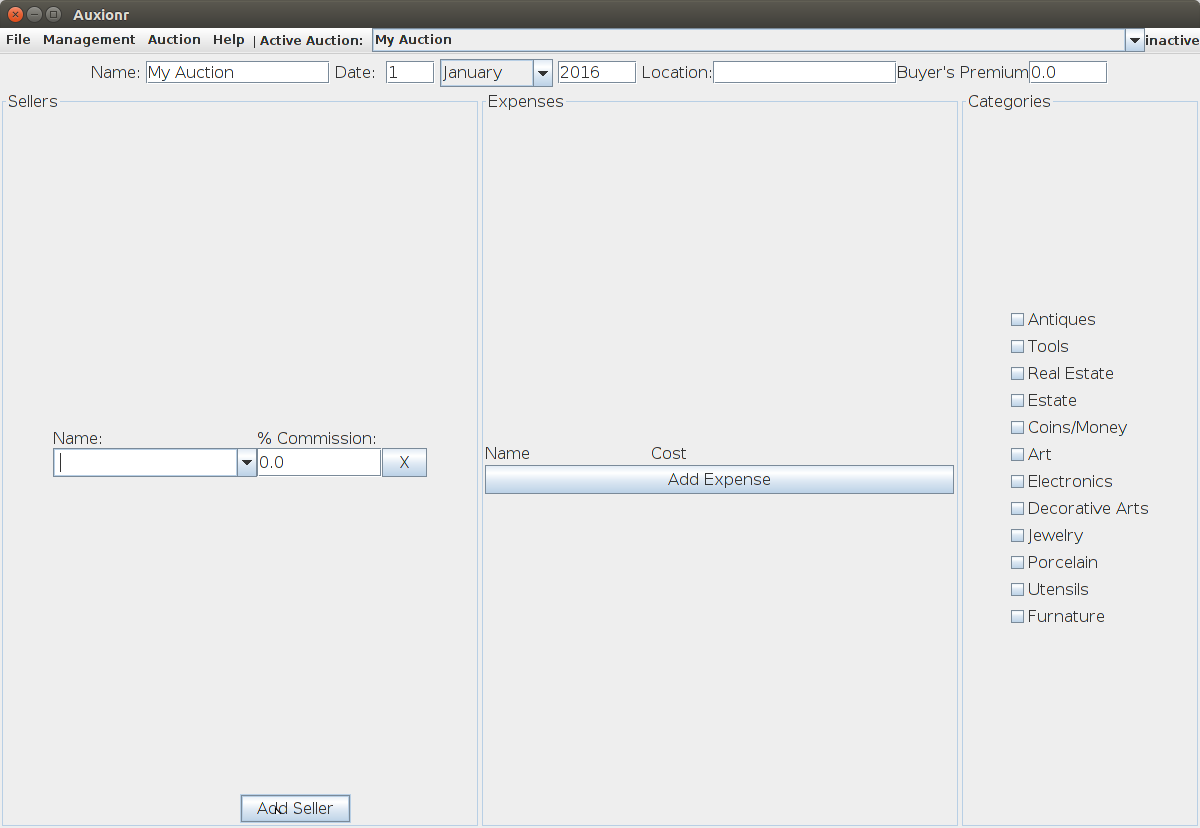 Auxionr
File Management Auction Help | Active Auction: My Auction inactive
Name: My Auction Date: 1 January 2016 Location: Buyer's Premium 0.0
Sellers Expenses Categories
Antiques
Tools
Real Estate
Estate
Coins/Money
Art
Electronics
Decorative Arts
Jewelry
Porcelain
Utensils
Furnature
Name: % Commission:
0.0 X
Name Cost
Add Expense
Add Seller